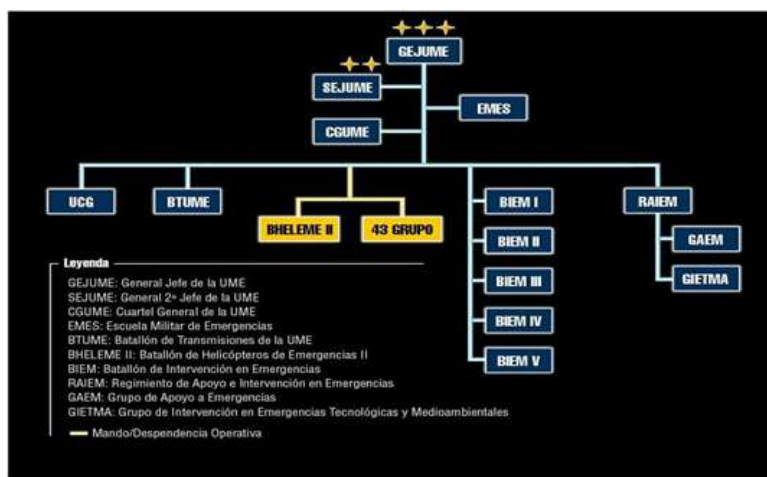 GEJUME
SEJUME
EMES
CGUME
UCG
BTUME
BHELEME II
43 GRUPO
BIEM I
BIEM II
BIEM III
BIEM IV
BIEM V
RAIEM
GAEM
GIETMA
Leyenda
GEJUME: General Jefe de la UME
SEJUME: General 2º Jefe de la UME
CGUME: Cuartel General de la UME
EMES: Escuela Militar de Emergencias
BTUME: Batallón de Transmisiones de la UME
BHELEME II: Batallón de Helicópteros de Emergencias II
BIEM: Batallón de Intervención en Emergencias
RAIEM: Regimiento de Apoyo e Intervención en Emergencias
GAEM: Grupo de Apoyo a Emergencias
GIETMA: Grupo de Intervención en Emergencias Tecnológicas y Medioambientales
Mando/Despendencia Operativa